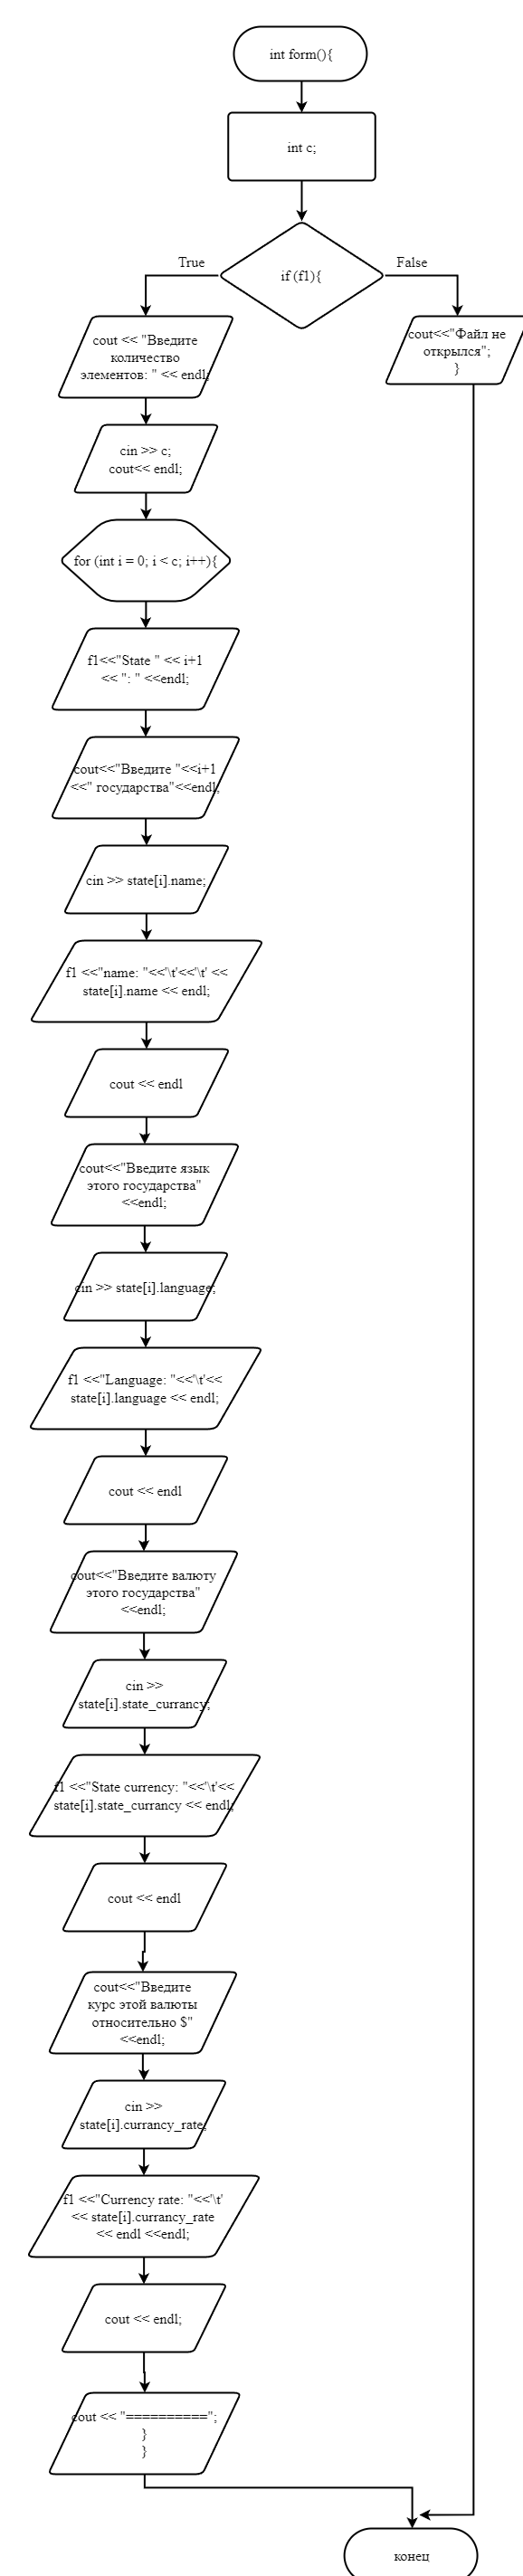 int form(){
int c;
if (f1){
True
False
cout << "Введите
количество
элементов: " << endl;
cout<<"Файл не
открылся";
}
cin >> c;
cout<< endl;
for (int i = 0; i < c; i++){
f1<<"State " << i+1
<< ": " <<endl;
cout<<"Введите "<<i+1
<<" государства"<<endl;
cin >> state[i].name;
f1 <<"name: "<<'\t'<<'\t' <<
state[i].name << endl;
cout << endl
cout<<"Введите язык
этого государства"
<<endl;
cin >> state[i].language;
f1 <<"Language: "<<'\t'<<
state[i].language << endl;
cout << endl
cout<<"Введите валюту
этого государства"
<<endl;
cin >>
state[i].state_currancy;
f1 <<"State currency: "<<'\t'<<
state[i].state_currancy << endl;
cout << endl
cout<<"Введите
курс этой валюты
относительно $"
<<endl;
cin >>
state[i].currancy_rate;
f1 <<"Currency rate: "<<'\t'
<< state[i].currancy_rate
<< endl <<endl;
cout << endl;
cout << "==========";
}
}
конец